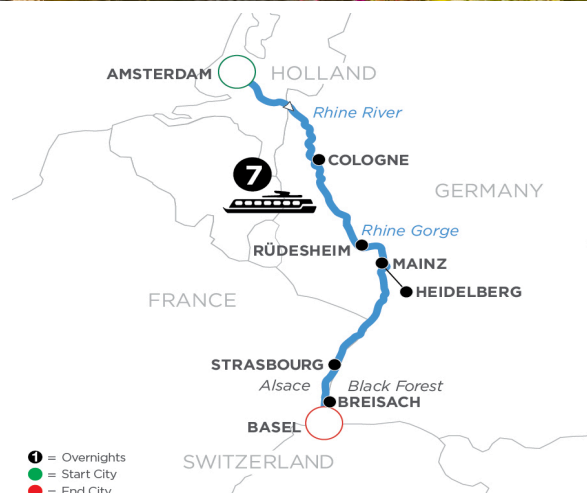 AMSTERDAM
HOLLAND
Rhine River
COLOGNE
7
GERMANY
Rhine Gorge
RÜDESHEIM
MAINZ
HEIDELBERG
FRANCE
STRASBOURG
Alsace
Black Forest
BREISACH
BASEL
SWITZERLAND
1 = Overnights
= Start City
= End City